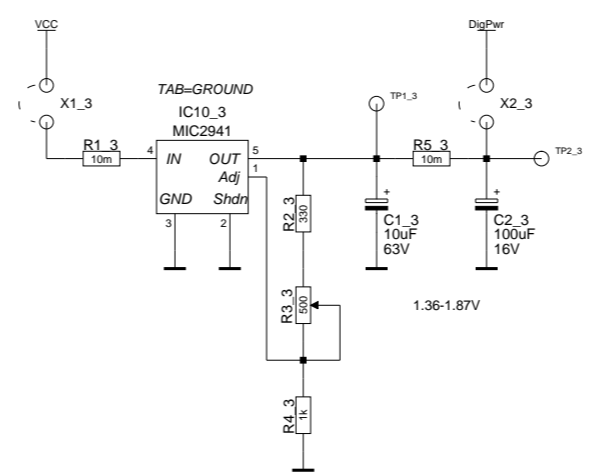 VCC
DigPwr
X1_3
TAB=GROUND
IC10_3
MIC2941
TP1_3
X2_3
R1_3
10m
4
IN
OUT
5
Adj
1
R5_3
10m
TP2_3
GND
Shdn
3
2
R2_3
330
+
C1_3
10uF
63V
+
C2_3
100uF
16V
R3_3
500
1.36-1.87V
R4_3
1k